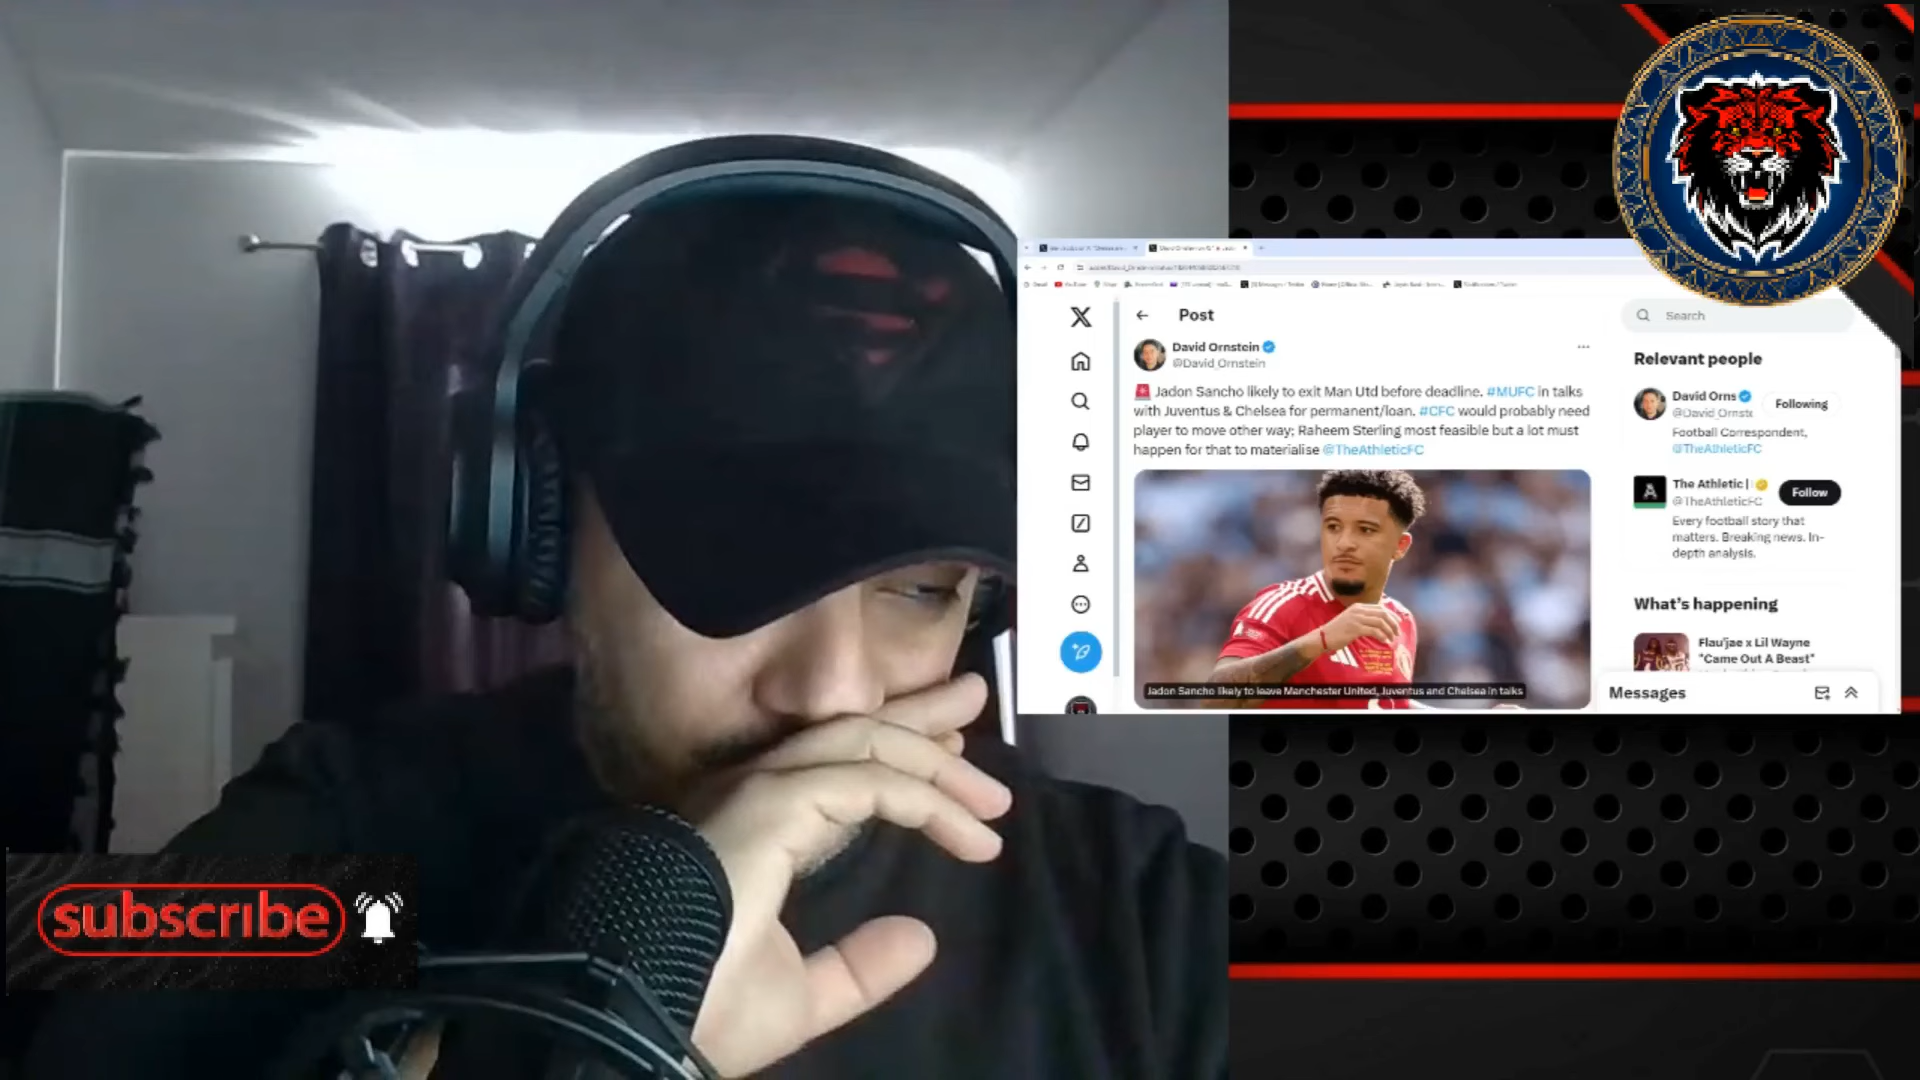 Post
Search
David Ornstein
@David_Ornstein
🚨 Jadon Sancho likely to exit Man Utd before deadline. #MUFC in talks
with Juventus & Chelsea for permanent/loan. #CFC would probably need
player to move other way; Raheem Sterling most feasible but a lot must
happen for that to materialise @TheAthleticFC
Jadon Sancho likely to leave Manchester United, Juventus and Chelsea in talks
Relevant people
David Orns
@David_Ornste
Following
Football Correspondent,
@TheAthleticFC
The Athletic |
@TheAthleticFC
Follow
Every football story that
matters. Breaking news. In-
depth analysis.
What's happening
Flau'jae x Lil Wayne
"Came Out A Beast"
Messages
subscribe